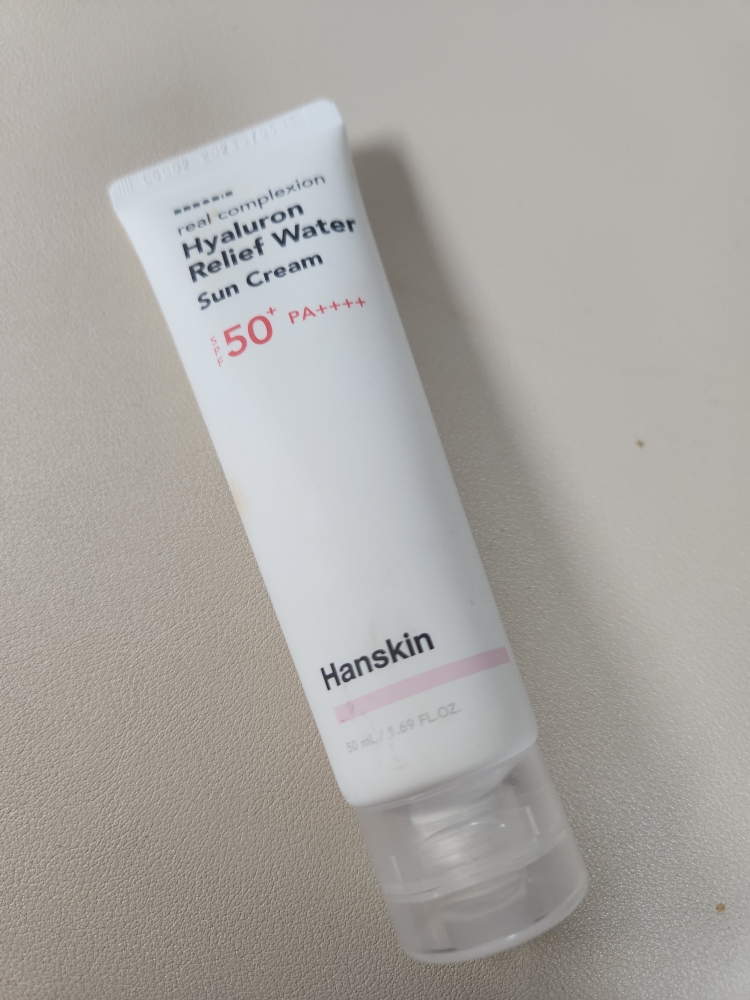 real complexion
Hyaluron
Relief Water
Sun Cream
SPF 50+ PA++++
Hanskin
50 mL / 1.69 FL.OZ.